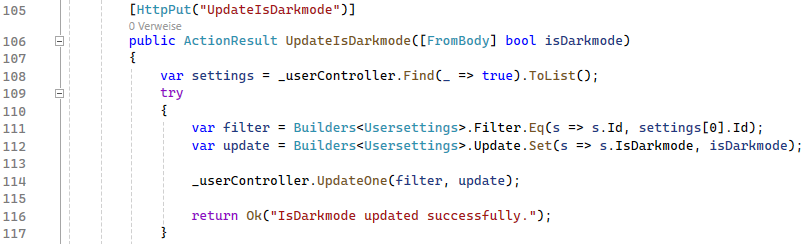 105 [HttpPut("UpdateIsDarkmode")]
0 Verweise
106 public ActionResult UpdateIsDarkmode([FromBody] bool isDarkmode)
107 {
108 var settings = _userController.Find(_ => true).ToList();
109 try
110 {
111 var filter = Builders<Usersettings>.Filter.Eq(s => s.Id, settings[0].Id);
112 var update = Builders<Usersettings>.Update.Set(s => s.IsDarkmode, isDarkmode);
113
114 _userController.UpdateOne(filter, update);
115
116 return Ok("IsDarkmode updated successfully.");
117 }